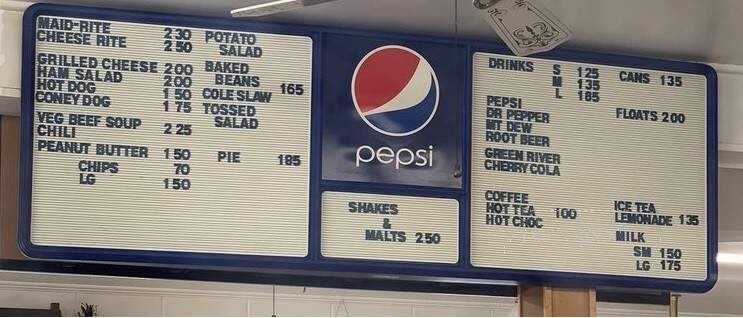 MAID-RITE 2 30
CHEESE RITE 2 50
GRILLED CHEESE 2 00
HAM SALAD 2 00
HOT DOG 1 50
CONEY DOG 1 75
VEG BEEF SOUP
CHILI 2 25
PEANUT BUTTER 1 50
CHIPS 70
LG 1 50
POTATO
SALAD
BAKED
BEANS
COLE SLAW 165
TOSSED
SALAD
PIE 185
pepsi
SHAKES
&
MALTS 250
DRINKS S 125
M 135
L 185
CANS 135
PEPSI
DR PEPPER
MT DEW
ROOT BEER
GREEN RIVER
CHERRY COLA
FLOATS 200
COFFEE
HOT TEA 100
HOT CHOC
ICE TEA
LEMONADE 135
MILK
SM 150
LG 175